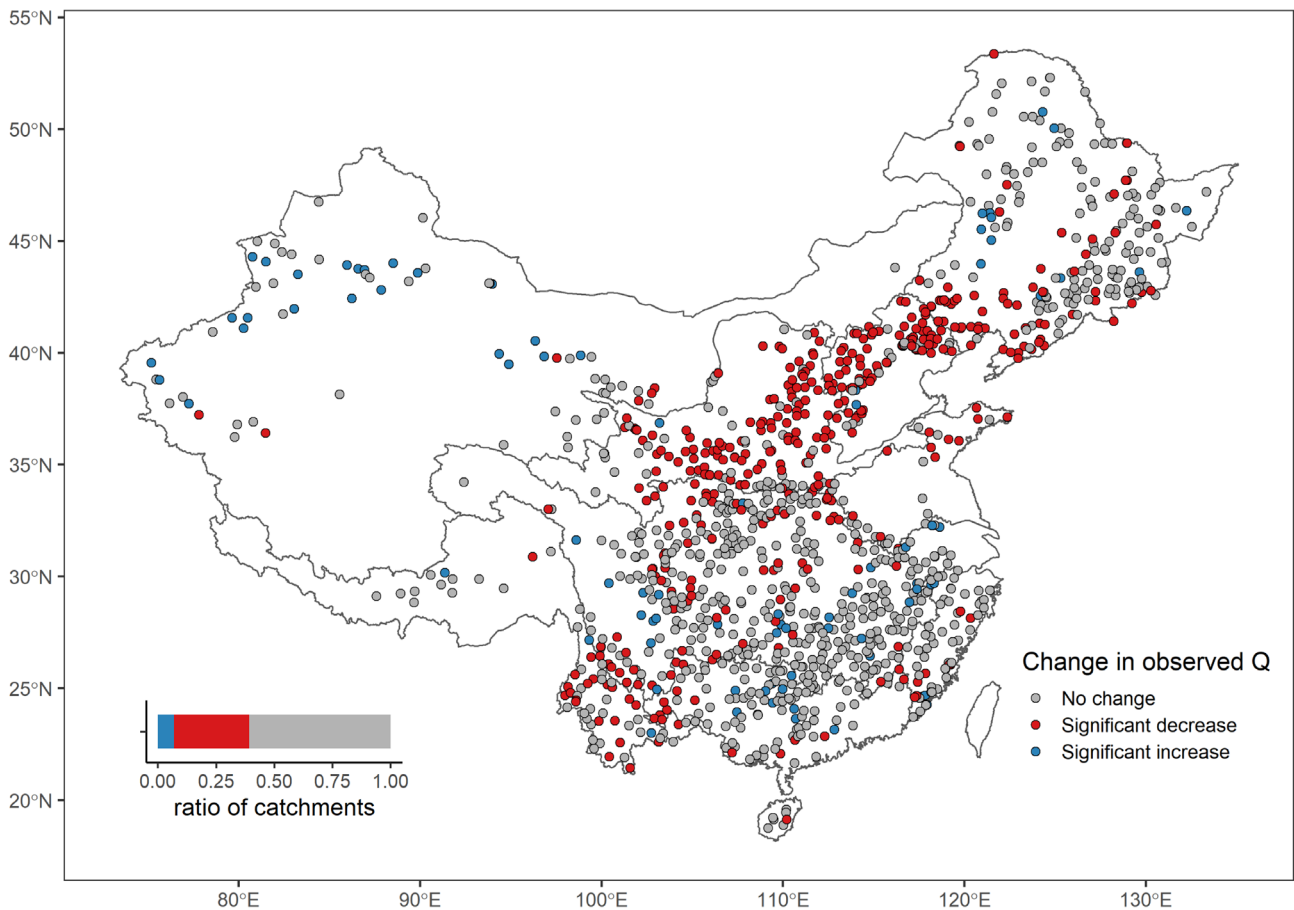 55°N
50°N
45°N
40°N
35°N
30°N
25°N
20°N
Change in observed Q
No change
Significant decrease
Significant increase
0.00 0.25 0.50 0.75 1.00
ratio of catchments
80°E 90°E 100°E 110°E 120°E 130°E